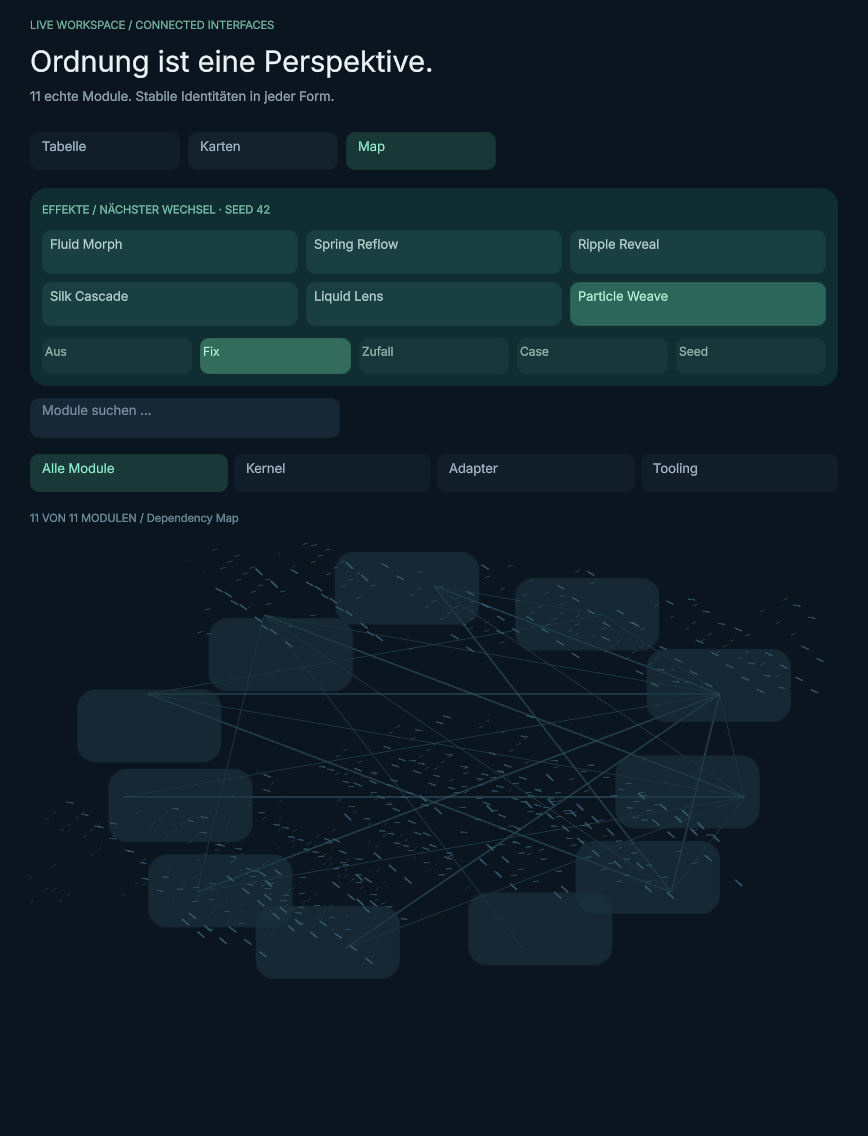 LIVE WORKSPACE / CONNECTED INTERFACES
Ordnung ist eine Perspektive.
11 echte Module. Stabile Identitäten in jeder Form.
Tabelle Karten Map
EFFEKTE / NÄCHSTER WECHSEL · SEED 42
Fluid Morph Spring Reflow Ripple Reveal
Silk Cascade Liquid Lens Particle Weave
Aus Fix Zufall Case Seed
Module suchen ...
Alle Module Kernel Adapter Tooling
11 VON 11 MODULEN / Dependency Map